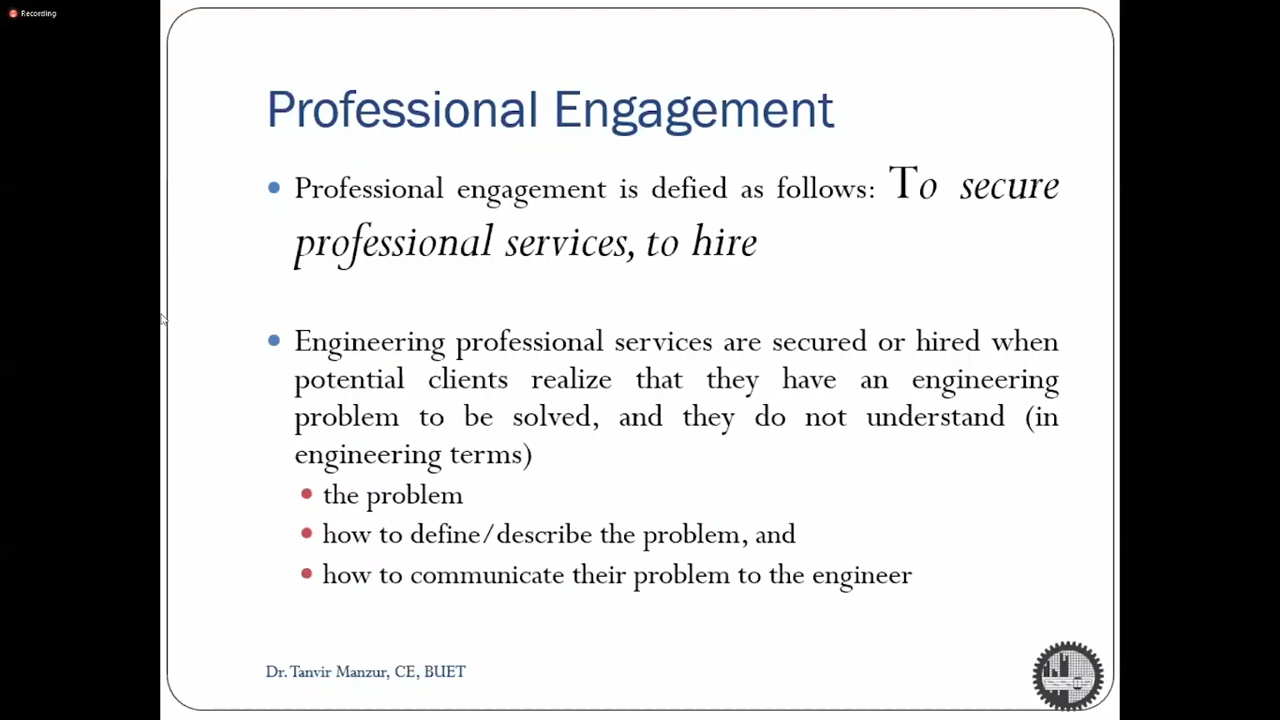 Recording
Professional Engagement
Professional engagement is defied as follows: To secure
professional services, to hire
Engineering professional services are secured or hired when
potential clients realize that they have an engineering
problem to be solved, and they do not understand (in
engineering terms)
the problem
how to define/describe the problem, and
how to communicate their problem to the engineer
Dr. Tanvir Manzur, CE, BUET